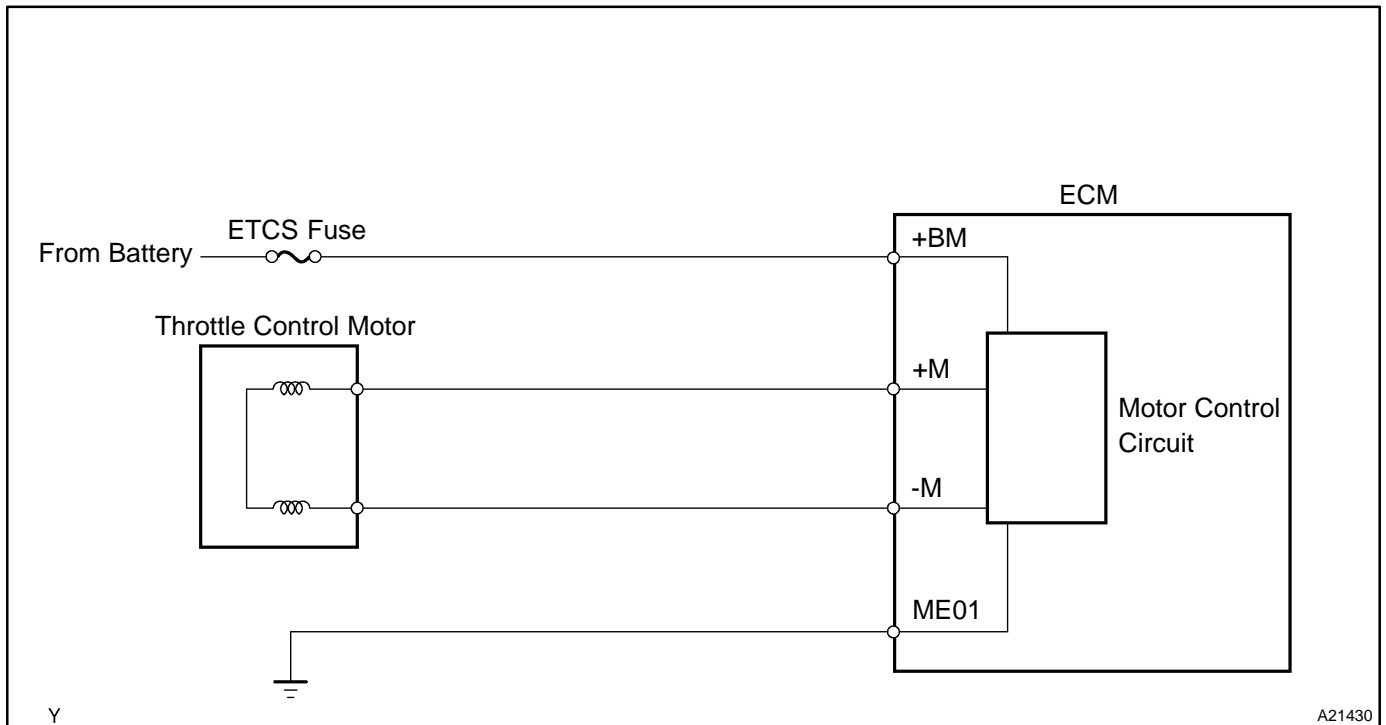 ECM
ETCS Fuse
From Battery
+BM
Throttle Control Motor
+M
Motor Control
Circuit
-M
ME01
Y
A21430